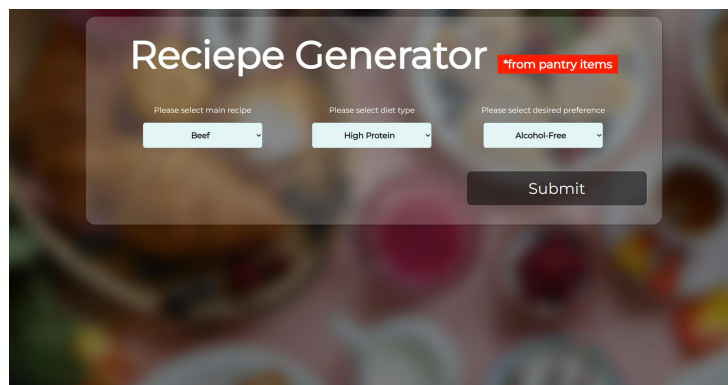 Reciepe Generator *from pantry items
Please select main recipe Please select diet type Please select desired preference
Beef High Protein Alcohol-Free
Submit